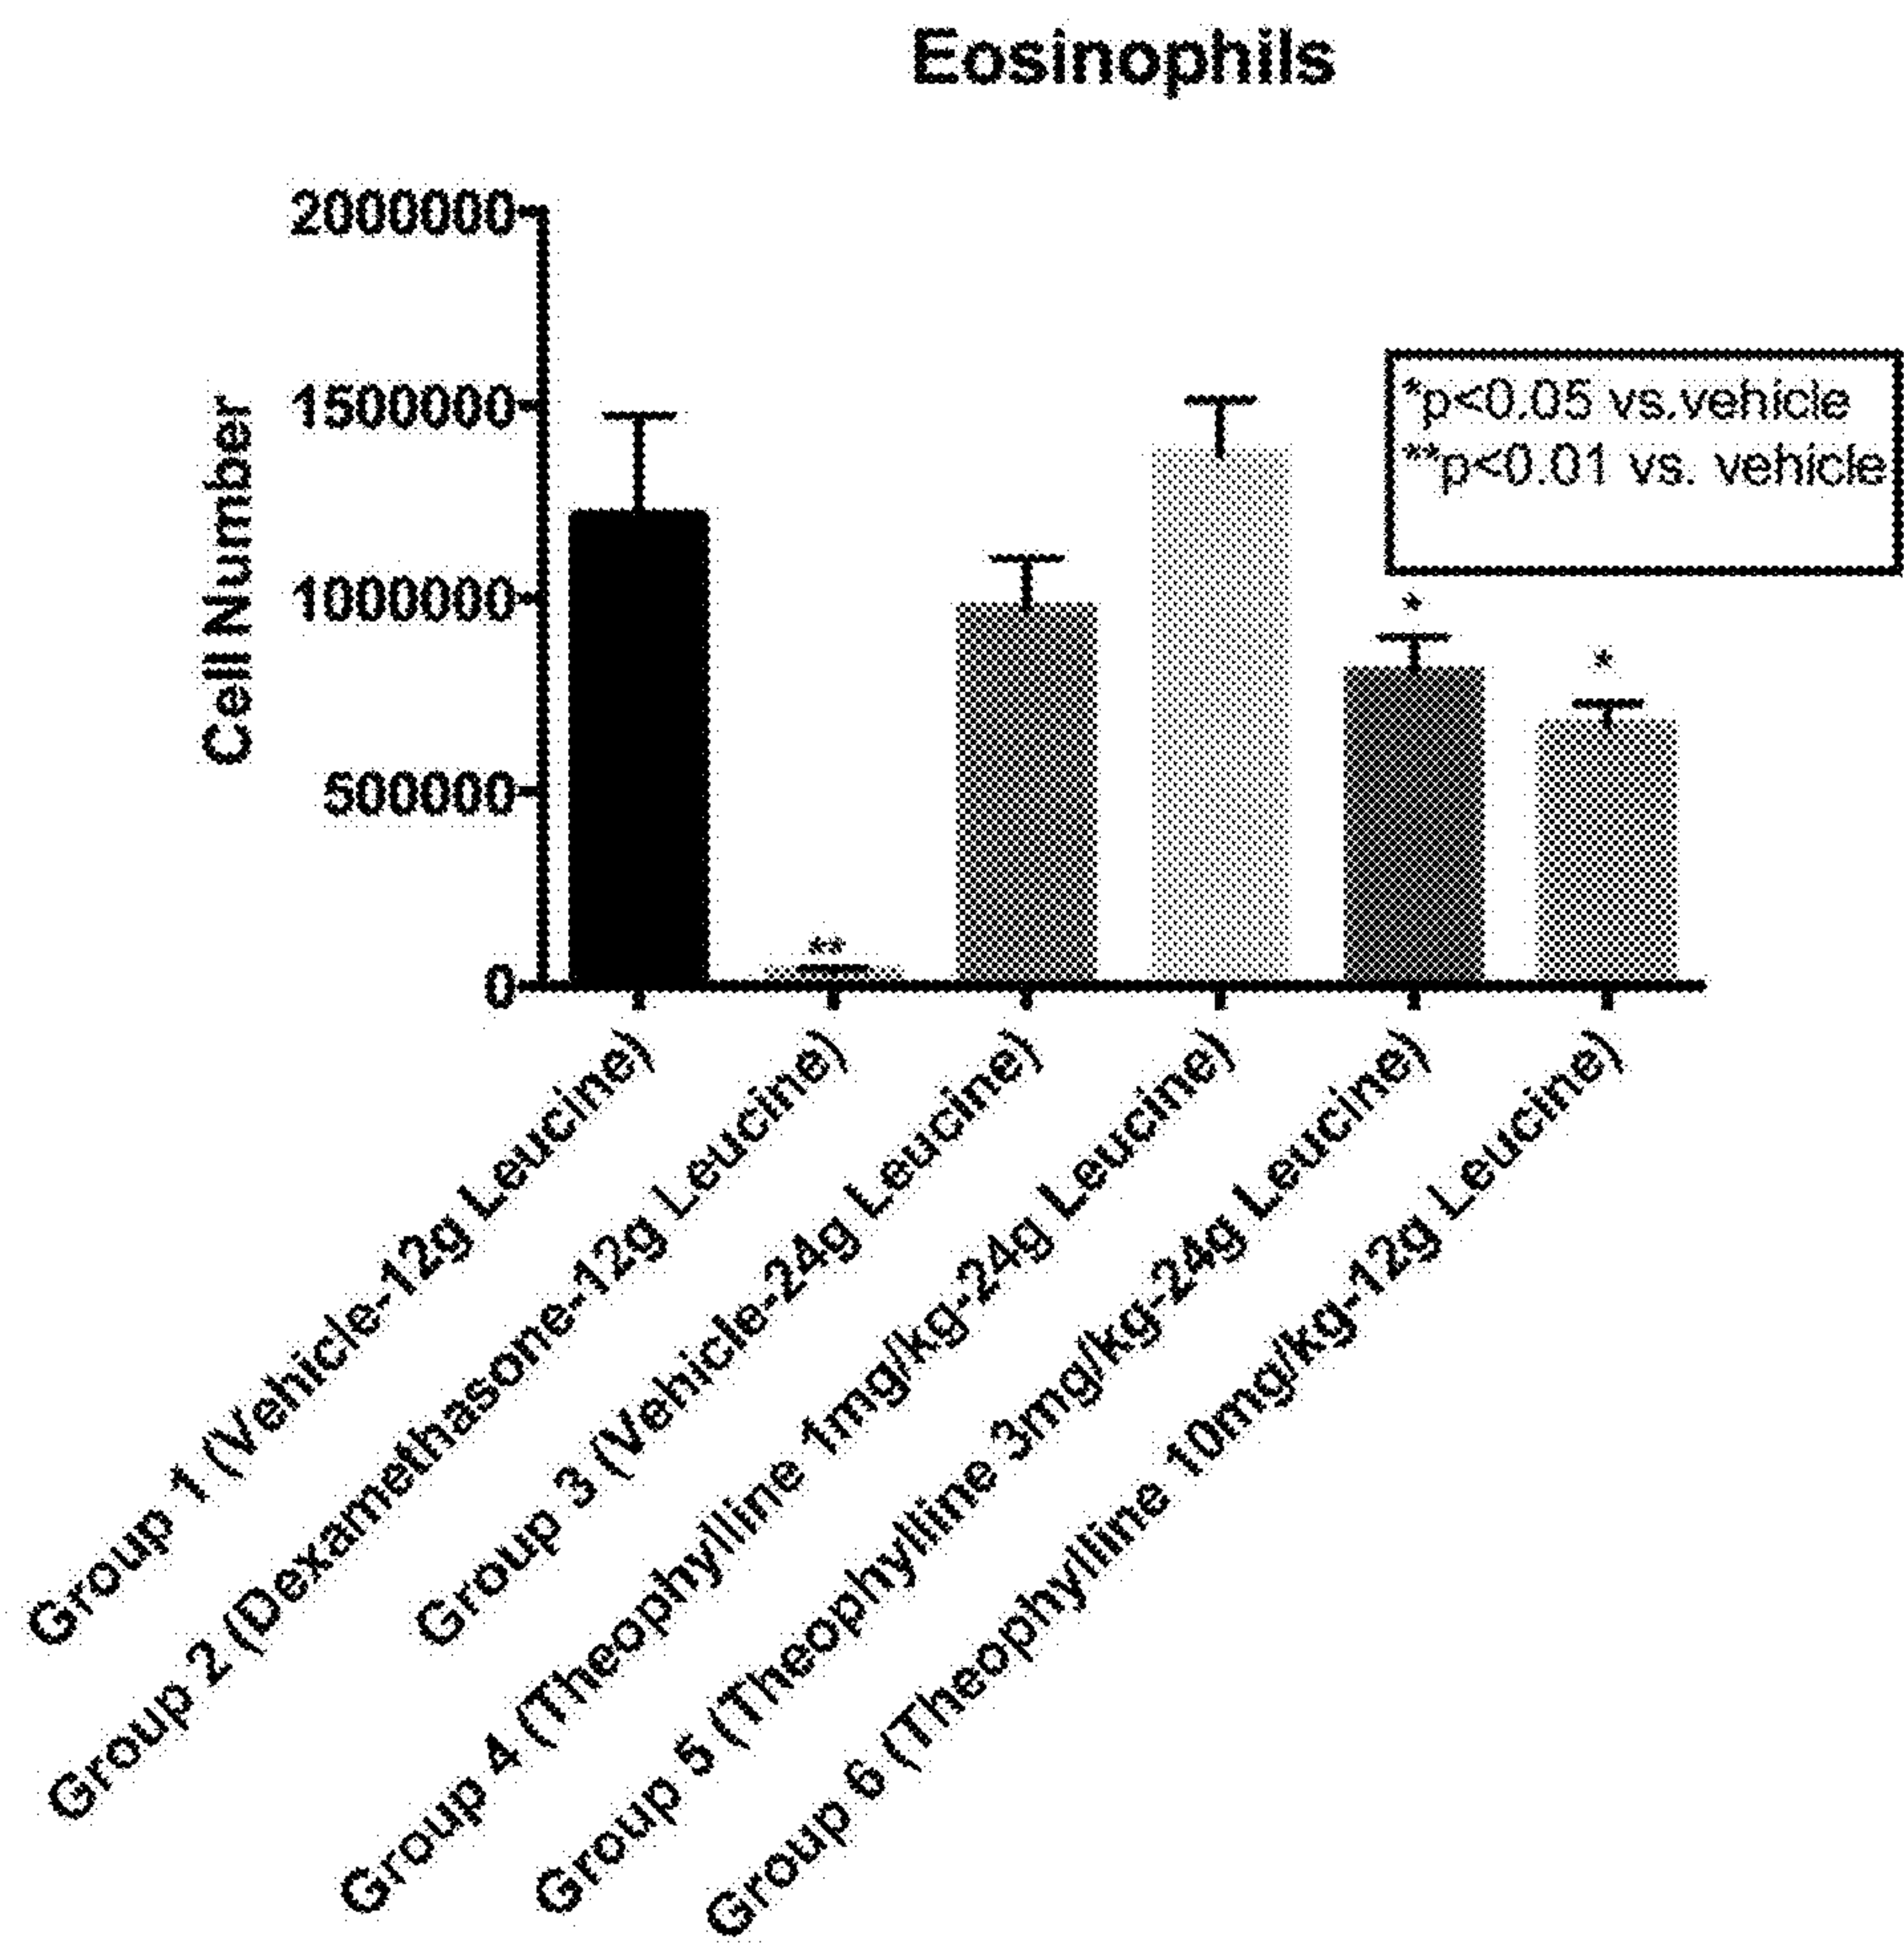 Eosinophils
2000000
1500000
1000000
500000
0
Cell Number
*p<0.05 vs.vehicle
**p<0.01 vs. vehicle
**
*
*
Group 1 (Vehicle-12g Leucine)
Group 2 (Dexamethasone-12g Leucine)
Group 3 (Vehicle-24g Leucine)
Group 4 (Theophylline 1mg/kg-24g Leucine)
Group 5 (Theophylline 3mg/kg-24g Leucine)
Group 6 (Theophylline 10mg/kg-12g Leucine)